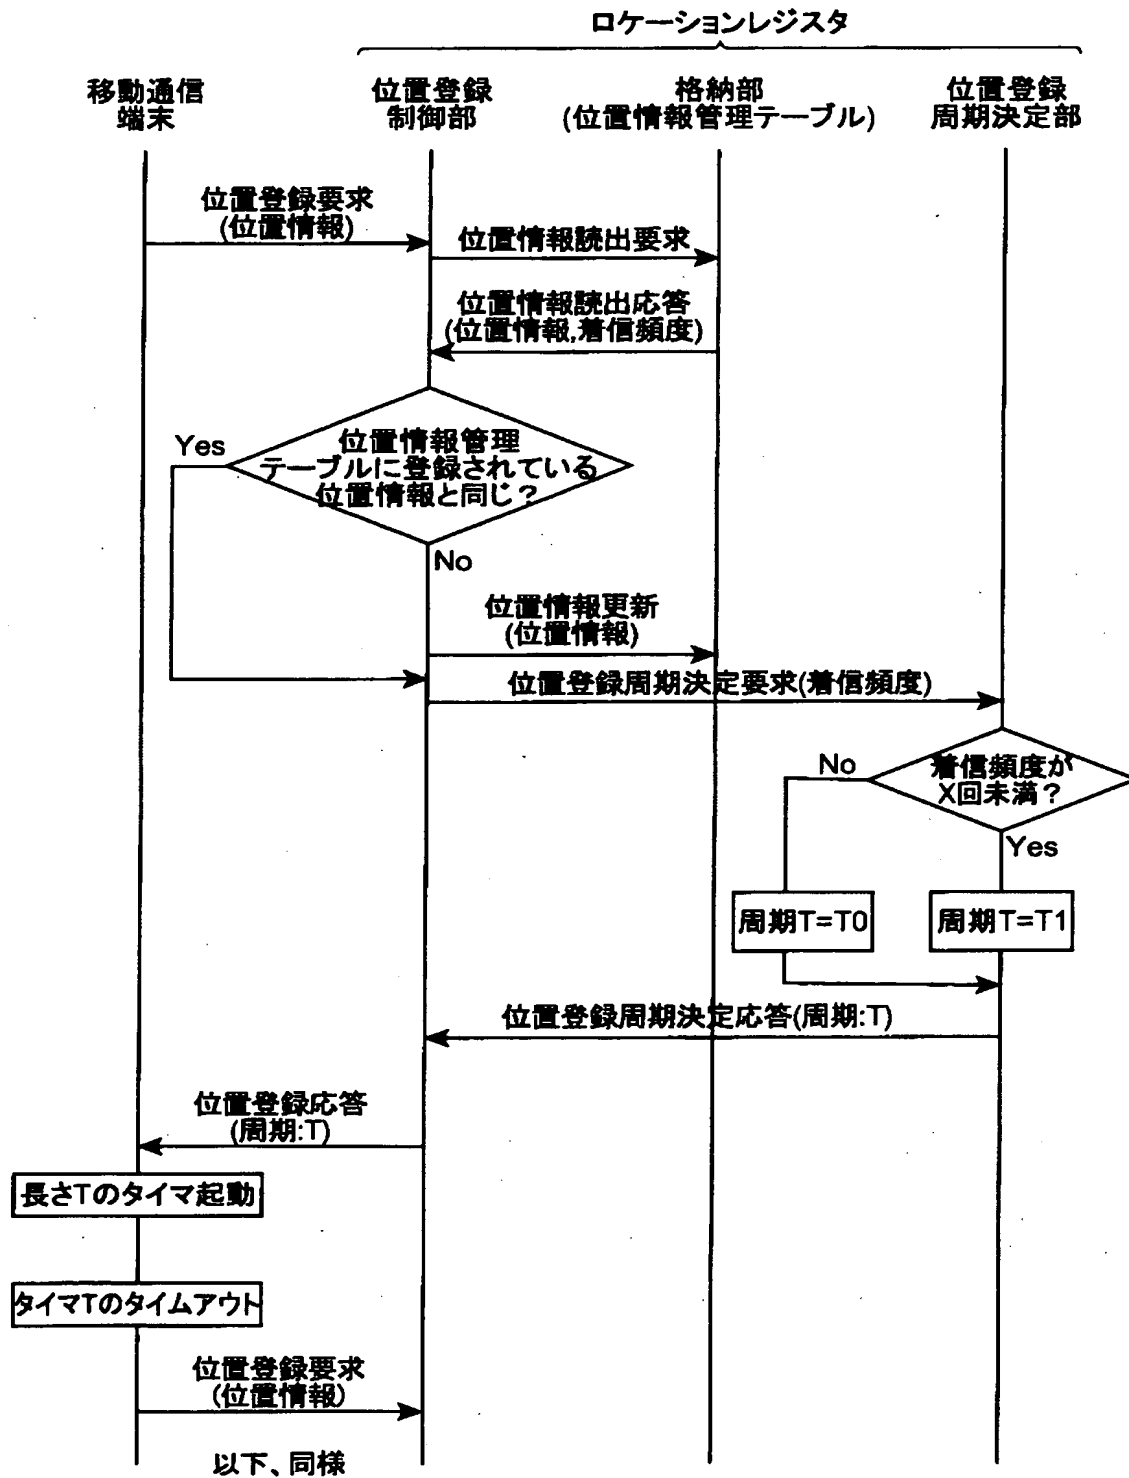 ロケーションレジスタ
移動通信
端末
位置登録
制御部
格納部
(位置情報管理テーブル)
位置登録
周期決定部
位置登録要求
(位置情報)
位置情報読出要求
位置情報読出応答
(位置情報,着信頻度)
Yes
位置情報管理
テーブルに登録されている
位置情報と同じ？
No
位置情報更新
(位置情報)
位置登録周期決定要求(着信頻度)
No
着信頻度が
X回未満？
Yes
周期T=T0
周期T=T1
位置登録周期決定応答(周期:T)
位置登録応答
(周期:T)
長さTのタイマ起動
タイマTのタイムアウト
位置登録要求
(位置情報)
以下、同様